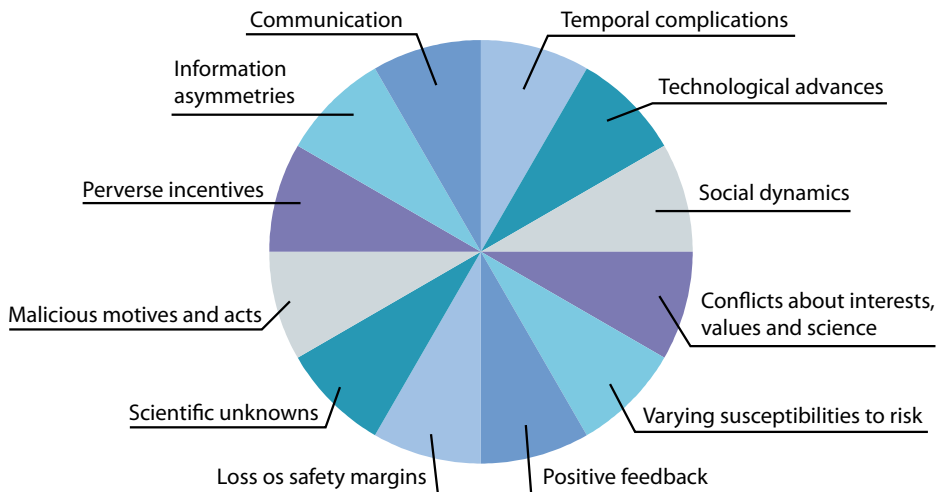 Communication
Temporal complications
Information
asymmetries
Technological advances
Perverse incentives
Social dynamics
Malicious motives and acts
Conflicts about interests,
values and science
Scientific unknowns
Varying susceptibilities to risk
Loss os safety margins
Positive feedback